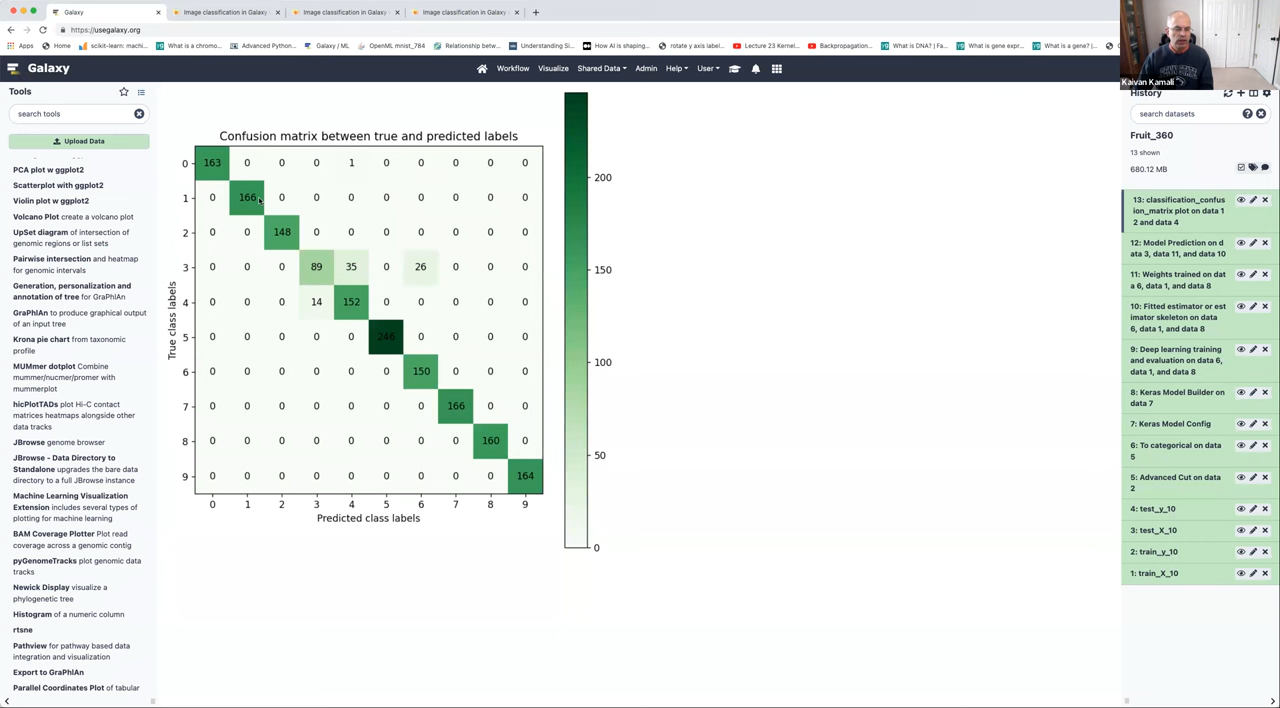 Galaxy
Image classification in Galaxy
Image classification in Galaxy
Image classification in Galaxy
https://usegalaxy.org
Apps
Home
scikit-learn: machi...
What is a chromo...
Advanced Python...
Galaxy / ML
OpenML mnist_784
Relationship betw...
Understanding Si...
How AI is shaping...
rotate y axis label...
Lecture 23 Kernel...
Backpropagation...
What is DNA? | Fa...
What is gene expr...
What is a gene? |...
Galaxy
Workflow
Visualize
Shared Data
Admin
Help
User
Kaivan Kamali
PENN STATE
Tools
search tools
Upload Data
PCA plot w ggplot2
Scatterplot with ggplot2
Violin plot w ggplot2
Volcano Plot create a volcano plot
UpSet diagram of intersection of
genomic regions or list sets
Pairwise intersection and heatmap
for genomic intervals
Generation, personalization and
annotation of tree for GraPhlAn
GraPhlAn to produce graphical output
of an input tree
Krona pie chart from taxonomic
profile
MUMmer dotplot Combine
mummer/nucmer/promer with
mummerplot
hicPlotTADs plot Hi-C contact
matrices heatmaps alongside other
data tracks
JBrowse genome browser
JBrowse - Data Directory to
Standalone upgrades the bare data
directory to a full JBrowse instance
Machine Learning Visualization
Extension includes several types of
plotting for machine learning
BAM Coverage Plotter Plot read
coverage across a genomic contig
pyGenomeTracks plot genomic data
tracks
Newick Display visualize a
phylogenetic tree
Histogram of a numeric column
rtsne
Pathview for pathway based data
integration and visualization
Export to GraPhlAn
Parallel Coordinates Plot of tabular
Confusion matrix between true and predicted labels
True class labels
0 163 0 0 0 1 0 0 0 0 0
1 0 166 0 0 0 0 0 0 0 0
2 0 0 148 0 0 0 0 0 0 0
3 0 0 0 89 35 0 26 0 0 0
4 0 0 0 14 152 0 0 0 0 0
5 0 0 0 0 0 246 0 0 0 0
6 0 0 0 0 0 0 150 0 0 0
7 0 0 0 0 0 0 0 166 0 0
8 0 0 0 0 0 0 0 0 160 0
9 0 0 0 0 0 0 0 0 0 164
0 1 2 3 4 5 6 7 8 9
Predicted class labels
200
150
100
50
0
History
search datasets
Fruit_360
13 shown
680.12 MB
13: classification_confus
ion_matrix plot on data 1
2 and data 4
12: Model Prediction on d
ata 3, data 11, and data 10
11: Weights trained on dat
a 6, data 1, and data 8
10: Fitted estimator or est
imator skeleton on data
6, data 1, and data 8
9: Deep learning training
and evaluation on data 6,
data 1, and data 8
8: Keras Model Builder on
data 7
7: Keras Model Config
6: To categorical on data
5
5: Advanced Cut on data
2
4: test_y_10
3: test_X_10
2: train_y_10
1: train_X_10